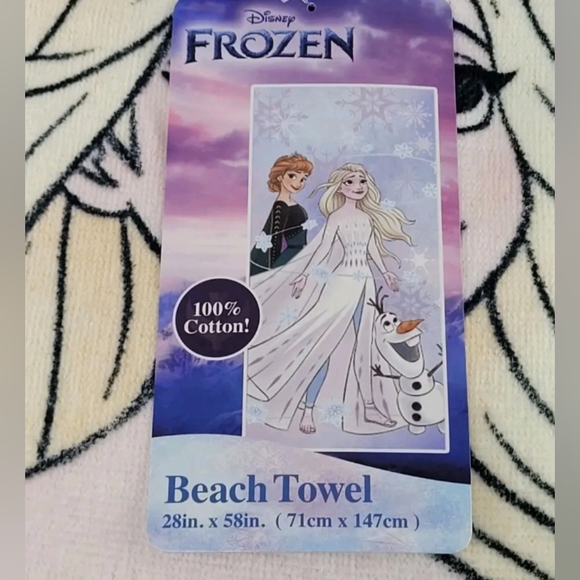 Disney
FROZEN
100%
Cotton!
Beach Towel
28in. x 58in. ( 71cm x 147cm )